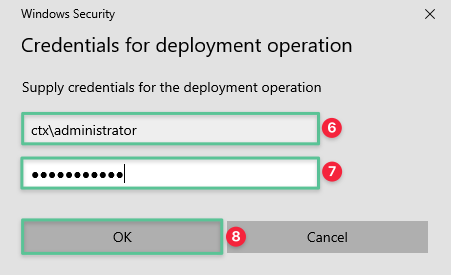 Windows Security
Credentials for deployment operation
Supply credentials for the deployment operation
ctx\administrator
6
●●●●●●●●●●●
7
OK
8
Cancel